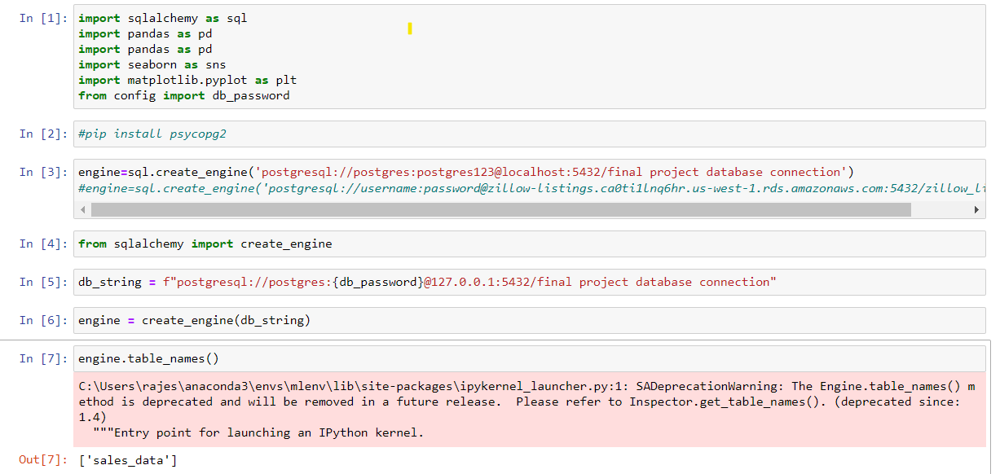 In [1]: import sqlalchemy as sql
import pandas as pd
import pandas as pd
import seaborn as sns
import matplotlib.pyplot as plt
from config import db_password
In [2]: #pip install psycopg2
In [3]: engine=sql.create_engine('postgresql://postgres:postgres123@localhost:5432/final project database connection')
#engine=sql.create_engine('postgresql://username:password@zillow-listings.ca0ti1lnq6hr.us-west-1.rds.amazonaws.com:5432/zillow_li
In [4]: from sqlalchemy import create_engine
In [5]: db_string = f"postgresql://postgres:{db_password}@127.0.0.1:5432/final project database connection"
In [6]: engine = create_engine(db_string)
In [7]: engine.table_names()
C:\Users\rajes\anaconda3\envs\mlenv\lib\site-packages\ipykernel_launcher.py:1: SADeprecationWarning: The Engine.table_names() m
ethod is deprecated and will be removed in a future release.  Please refer to Inspector.get_table_names(). (deprecated since:
1.4)
"""Entry point for launching an IPython kernel.
Out[7]: ['sales_data']